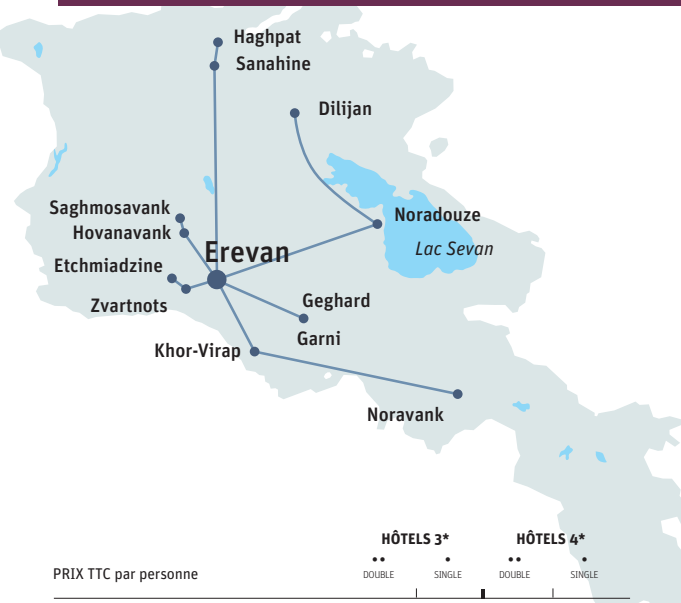 Haghpat
Sanahine
Dilijan
Saghmosavank
Noradouze
Hovanavank
Erevan
Lac Sevan
Etchmiadzine
Geghard
Zvartnots
Garni
Khor-Virap
Noravank
HÔTELS 3* HÔTELS 4*
PRIX TTC par personne DOUBLE SINGLE DOUBLE SINGLE